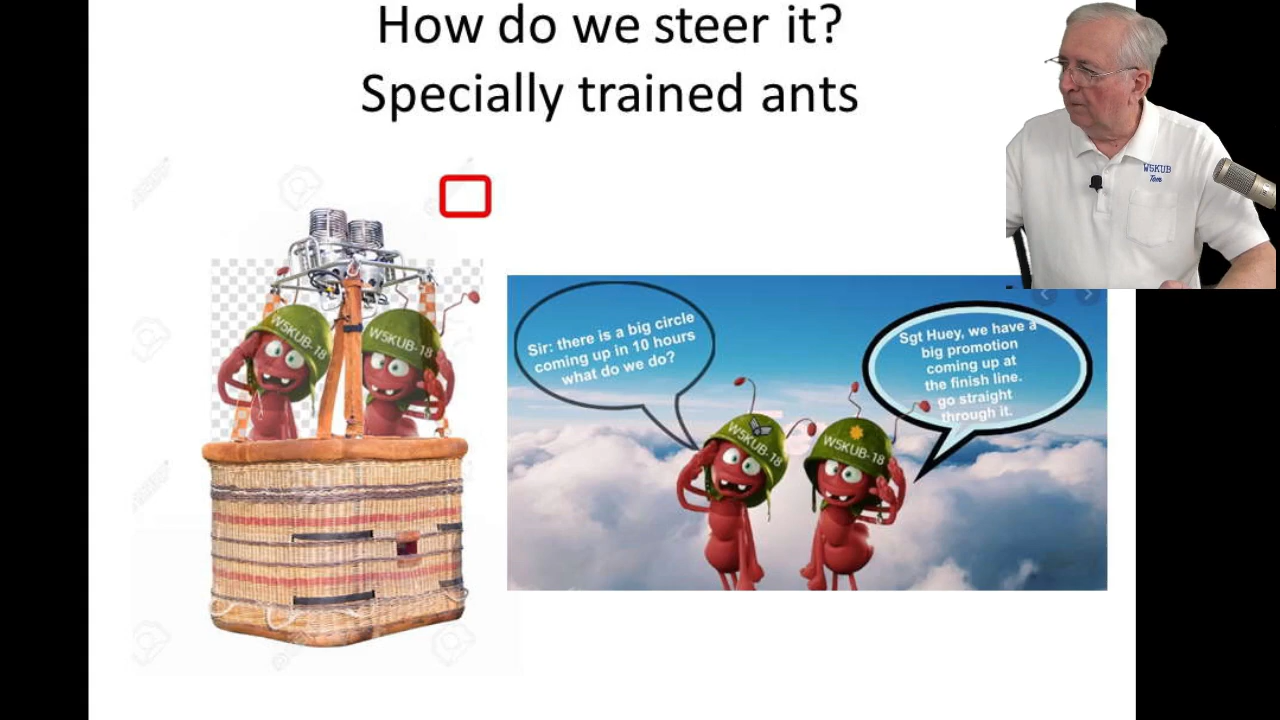 How do we steer it?
Specially trained ants
W5KUB
Tom
W5KUB-18
W5KUB-18
Sir: there is a big circle
coming up in 10 hours
what do we do?
Sgt Huey, we have a
big promotion
coming up at
the finish line.
go straight
through it.
W5KUB-18
W5KUB-18